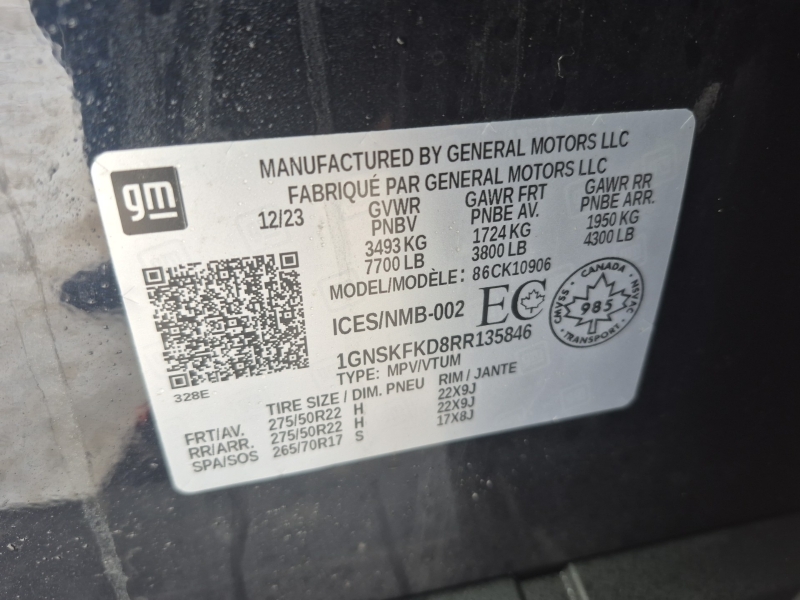 gm
MANUFACTURED BY GENERAL MOTORS LLC
FABRIQUÉ PAR GENERAL MOTORS LLC
12/23
GVWR GAWR FRT GAWR RR
PNBV PNBE AV. PNBE ARR.
3493 KG 1724 KG 1950 KG
7700 LB 3800 LB 4300 LB
MODEL/MODÈLE: 86CK10906
ICES/NMB-002 EC
CANADA
CMVSS 985 NSVAC
TRANSPORT
1GNSKFKD8RR135846
TYPE: MPV/VTUM
328E
TIRE SIZE / DIM. PNEU RIM / JANTE
FRT/AV. 275/50R22 H 22X9J
RR/ARR. 275/50R22 H 22X9J
SPA/SOS 265/70R17 S 17X8J